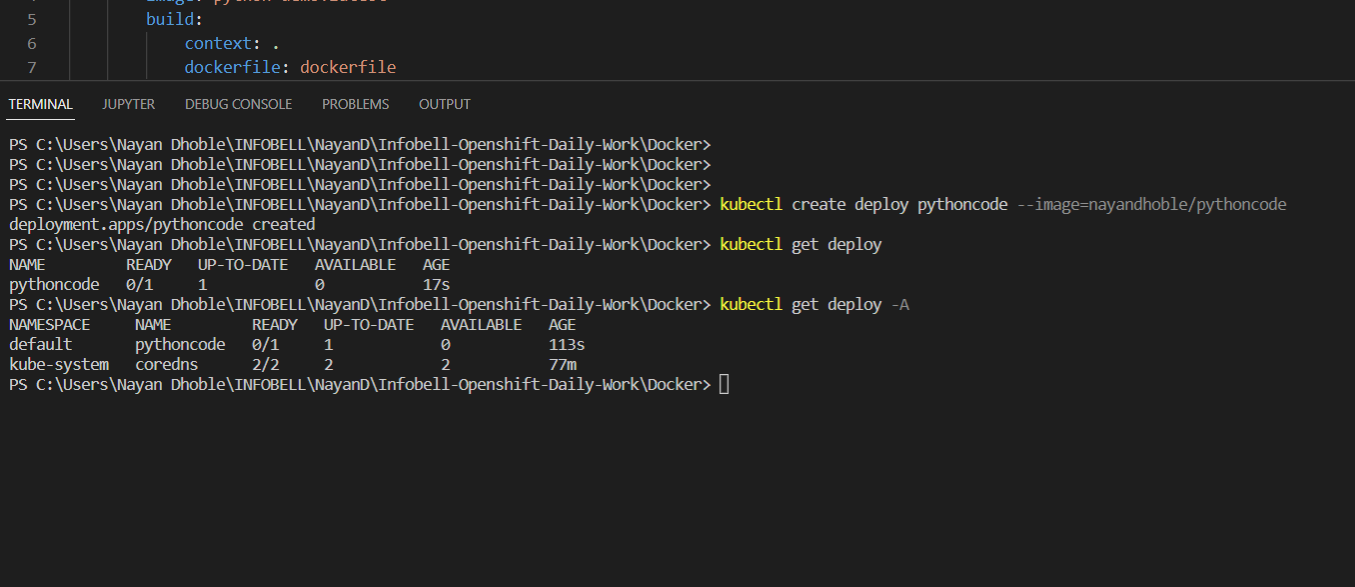 5 build:
6 context: .
7 dockerfile: dockerfile
TERMINAL JUPYTER DEBUG CONSOLE PROBLEMS OUTPUT
PS C:\Users\Nayan Dhoble\INFOBELL\NayanD\Infobell-Openshift-Daily-Work\Docker>
PS C:\Users\Nayan Dhoble\INFOBELL\NayanD\Infobell-Openshift-Daily-Work\Docker>
PS C:\Users\Nayan Dhoble\INFOBELL\NayanD\Infobell-Openshift-Daily-Work\Docker>
PS C:\Users\Nayan Dhoble\INFOBELL\NayanD\Infobell-Openshift-Daily-Work\Docker> kubectl create deploy pythoncode --image=nayandhoble/pythoncode
deployment.apps/pythoncode created
PS C:\Users\Nayan Dhoble\INFOBELL\NayanD\Infobell-Openshift-Daily-Work\Docker> kubectl get deploy
NAME READY UP-TO-DATE AVAILABLE AGE
pythoncode 0/1 1 0 17s
PS C:\Users\Nayan Dhoble\INFOBELL\NayanD\Infobell-Openshift-Daily-Work\Docker> kubectl get deploy -A
NAMESPACE NAME READY UP-TO-DATE AVAILABLE AGE
default pythoncode 0/1 1 0 113s
kube-system coredns 2/2 2 2 77m
PS C:\Users\Nayan Dhoble\INFOBELL\NayanD\Infobell-Openshift-Daily-Work\Docker>